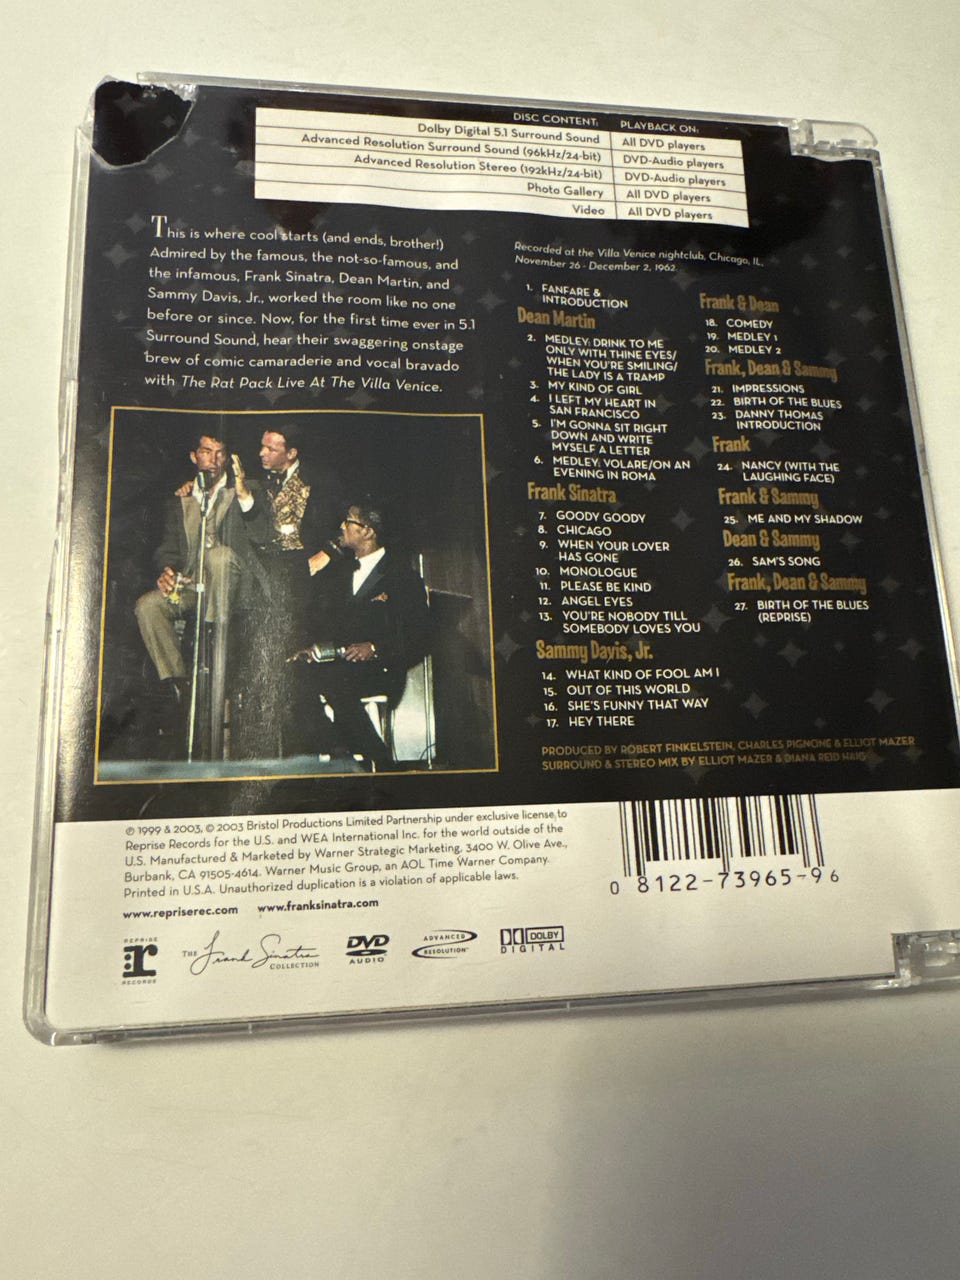 DISC CONTENT: PLAYBACK ON:
Dolby Digital 5.1 Surround Sound All DVD players
Advanced Resolution Surround Sound (96kHz/24-bit) DVD-Audio players
Advanced Resolution Stereo (192kHz/24-bit) DVD-Audio players
Photo Gallery All DVD players
Video All DVD players
This is where cool starts (and ends, brother!)
Admired by the famous, the not-so-famous, and
the infamous, Frank Sinatra, Dean Martin, and
Sammy Davis, Jr., worked the room like no one
before or since. Now, for the first time ever in 5.1
Surround Sound, hear their swaggering onstage
brew of comic camaraderie and vocal bravado
with The Rat Pack Live At The Villa Venice.
Recorded at the Villa Venice nightclub, Chicago, IL,
November 26 - December 2, 1962.
1. FANFARE &
INTRODUCTION
Dean Martin
2. MEDLEY: DRINK TO ME
ONLY WITH THINE EYES/
WHEN YOU'RE SMILING/
THE LADY IS A TRAMP
3. MY KIND OF GIRL
4. I LEFT MY HEART IN
SAN FRANCISCO
5. I'M GONNA SIT RIGHT
DOWN AND WRITE
MYSELF A LETTER
6. MEDLEY: VOLARE/ON AN
EVENING IN ROMA
Frank Sinatra
7. GOODY GOODY
8. CHICAGO
9. WHEN YOUR LOVER
HAS GONE
10. MONOLOGUE
11. PLEASE BE KIND
12. ANGEL EYES
13. YOU'RE NOBODY TILL
SOMEBODY LOVES YOU
Sammy Davis, Jr.
14. WHAT KIND OF FOOL AM I
15. OUT OF THIS WORLD
16. SHE'S FUNNY THAT WAY
17. HEY THERE
Frank & Dean
18. COMEDY
19. MEDLEY 1
20. MEDLEY 2
Frank, Dean & Sammy
21. IMPRESSIONS
22. BIRTH OF THE BLUES
23. DANNY THOMAS
INTRODUCTION
Frank
24. NANCY (WITH THE
LAUGHING FACE)
Frank & Sammy
25. ME AND MY SHADOW
Dean & Sammy
26. SAM'S SONG
Frank, Dean & Sammy
27. BIRTH OF THE BLUES
(REPRISE)
PRODUCED BY ROBERT FINKELSTEIN, CHARLES PIGNONE & ELLIOT MAZER
SURROUND & STEREO MIX BY ELLIOT MAZER & DIANA REID HAIG
℗ 1999 & 2003, © 2003 Bristol Productions Limited Partnership under exclusive license to
Reprise Records for the U.S. and WEA International Inc. for the world outside of the
U.S. Manufactured & Marketed by Warner Strategic Marketing, 3400 W. Olive Ave.,
Burbank, CA 91505-4614. Warner Music Group, an AOL Time Warner Company.
Printed in U.S.A. Unauthorized duplication is a violation of applicable laws.
www.repriserec.com www.franksinatra.com
0 81227-73965-9 6
REPRISE
r
RECORDS
THE Frank Sinatra
COLLECTION
DVD
AUDIO
ADVANCED
RESOLUTION
DOLBY
DIGITAL